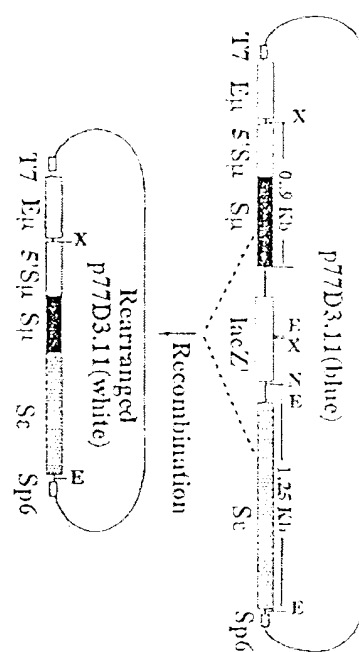 p77D3.11(blue)
X 0.9 Kb E N E 1.25 Kb E
X
T7 Eμ 5'Sμ Sμ lacZ' Sε Sp6
Recombination
Rearranged
p77D3.11(white)
X E
T7 Eμ 5'Sμ Sμ Sε Sp6